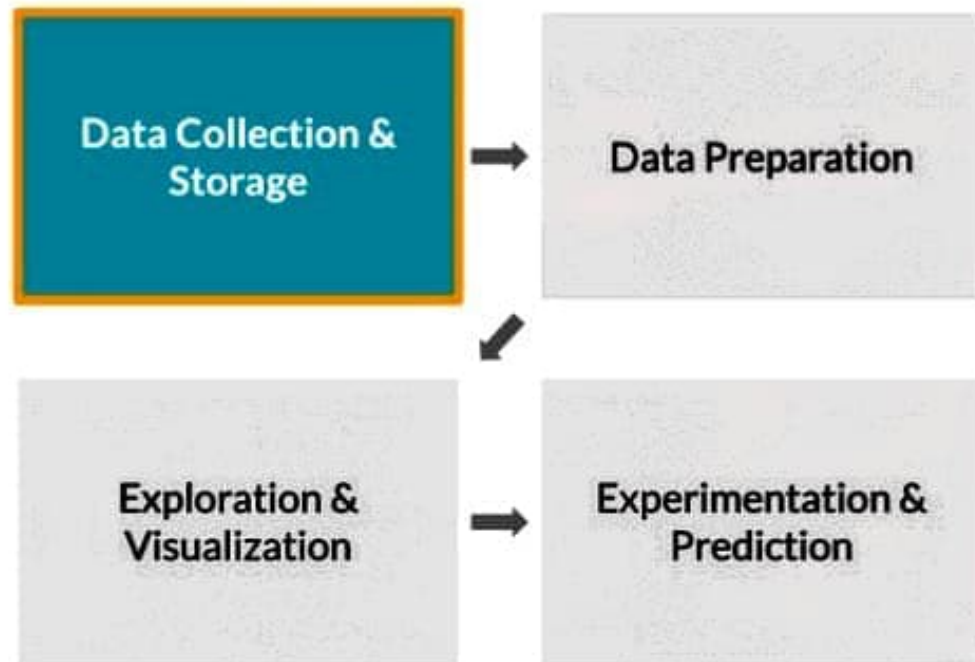 Data Collection &
Storage
Data Preparation
Exploration &
Visualization
Experimentation &
Prediction